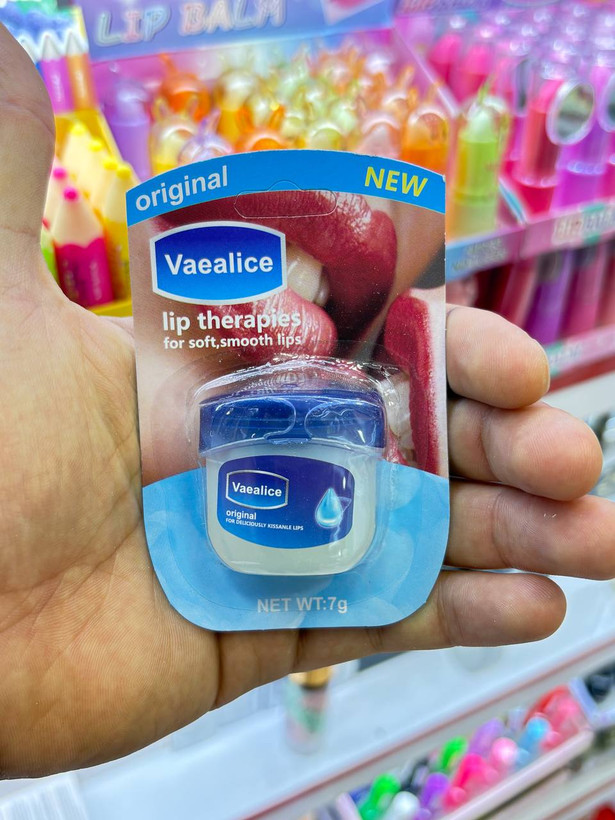 LIP BALM
original
NEW
Vaealice
lip therapies
for soft,smooth lips
Vaealice
original
FOR DELICIOUSLY KISSANLE LIPS
NET WT:7g